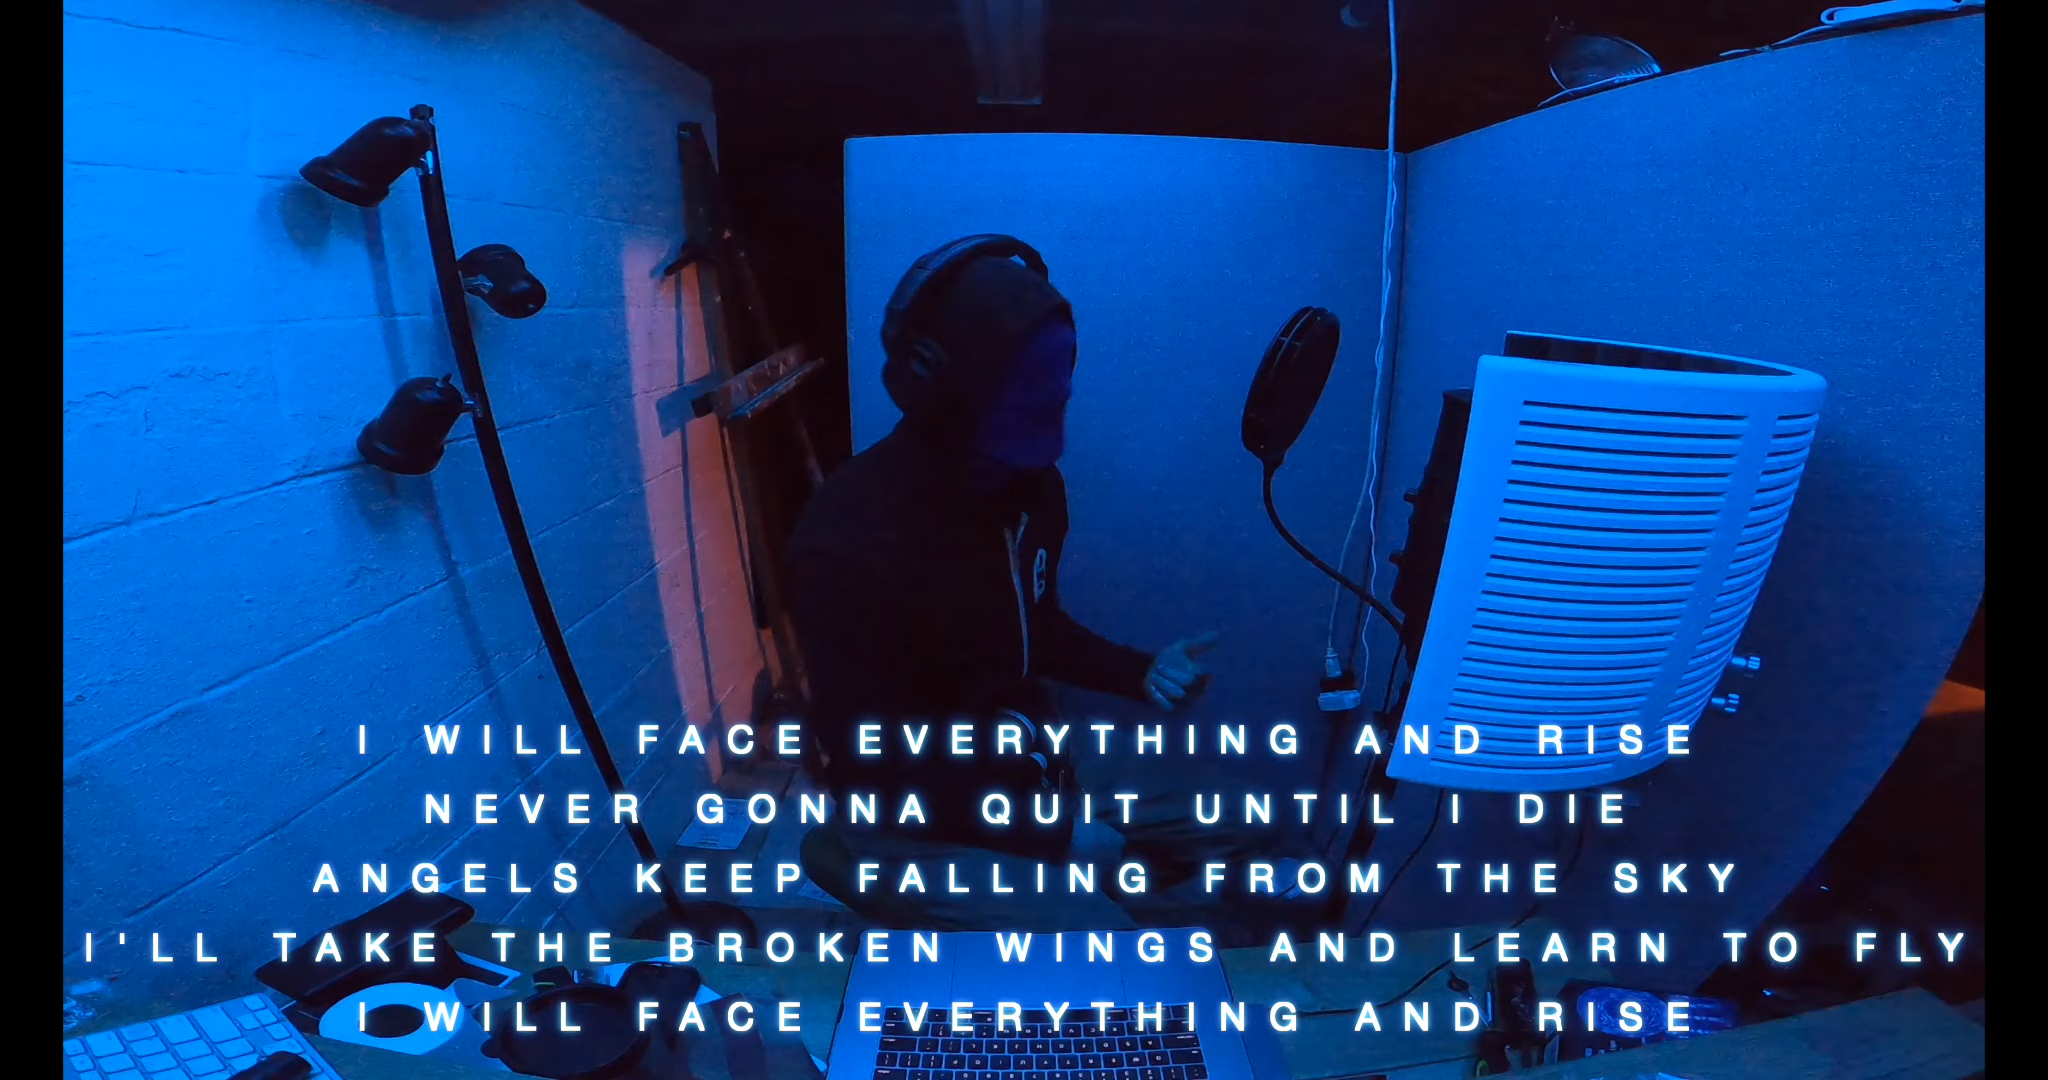 I WILL FACE EVERYTHING AND RISE
NEVER GONNA QUIT UNTIL I DIE
ANGELS KEEP FALLING FROM THE SKY
I'LL TAKE THE BROKEN WINGS AND LEARN TO FLY
I WILL FACE EVERYTHING AND RISE